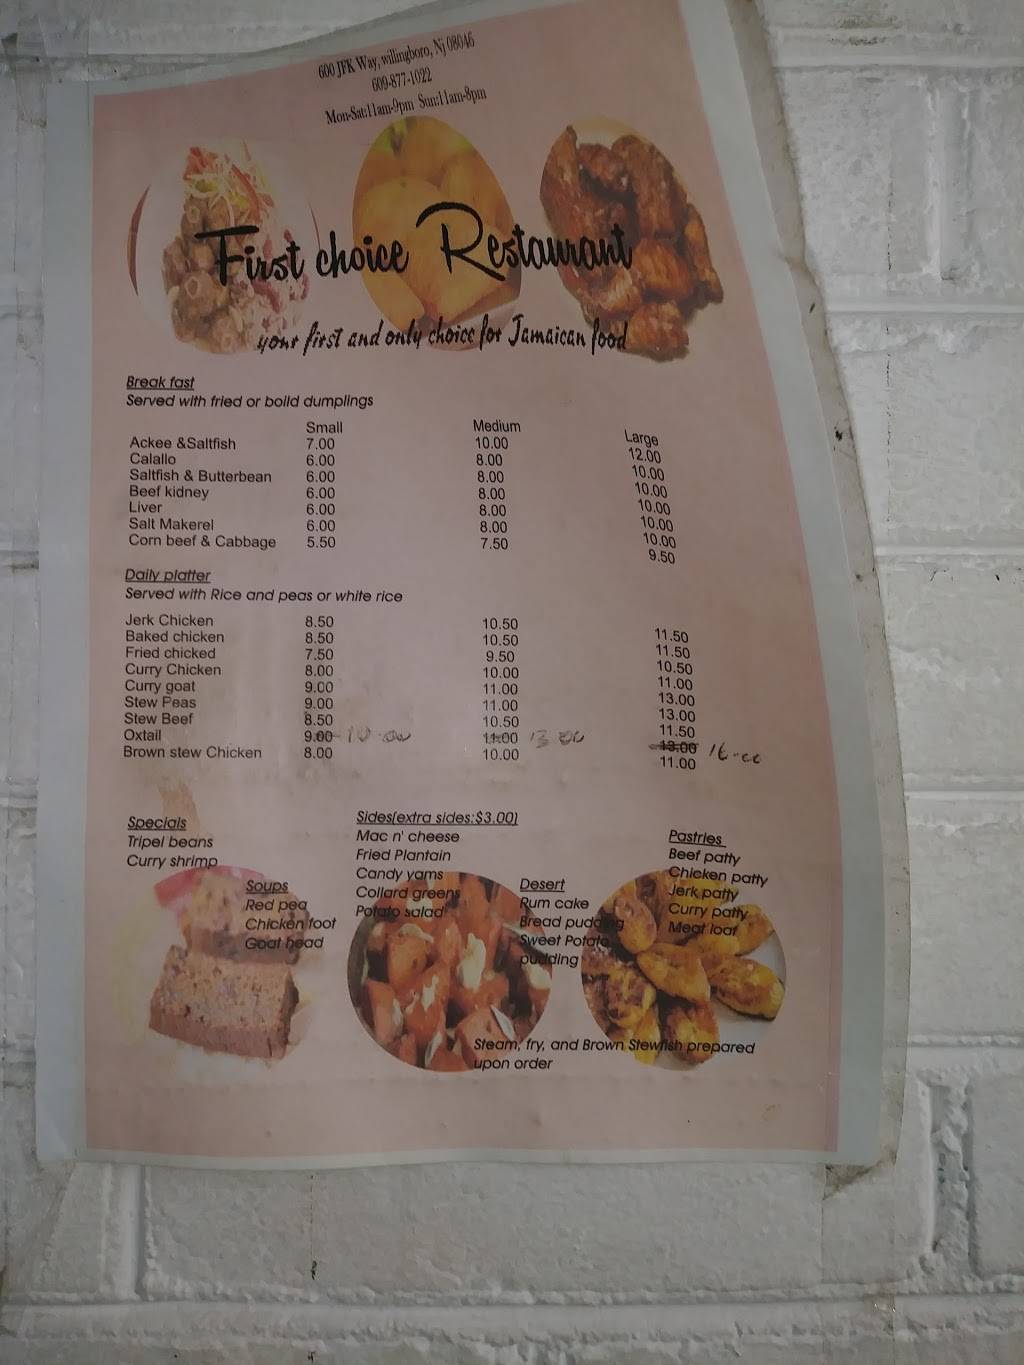 600 JFK Way, willingboro, Nj 08046
609-877-1022
Mon-Sat:11am-9pm Sun:11am-8pm
First choice Restaurant
your first and only choice for Jamaican food
Break fast
Served with fried or boild dumplings
Small Medium Large
Ackee &Saltfish 7.00 10.00 12.00
Calallo 6.00 8.00 10.00
Saltfish & Butterbean 6.00 8.00 10.00
Beef kidney 6.00 8.00 10.00
Liver 6.00 8.00 10.00
Salt Makerel 6.00 8.00 10.00
Corn beef & Cabbage 5.50 7.50 9.50
Daily platter
Served with Rice and peas or white rice
Jerk Chicken 8.50 10.50 11.50
Baked chicken 8.50 10.50 11.50
Fried chicked 7.50 9.50 10.50
Curry Chicken 8.00 10.00 11.00
Curry goat 9.00 11.00 13.00
Stew Peas 9.00 11.00 13.00
Stew Beef 8.50 10.50 11.50
Oxtail 9.00 10.00 11.00 13.00 13.00 16.00
Brown stew Chicken 8.00 10.00 11.00
Specials
Tripel beans
Curry shrimp
Soups
Red pea
Chicken foot
Goat head
Sides(extra sides:$3.00)
Mac n' cheese
Fried Plantain
Candy yams
Collard greens
Potato salad
Desert
Rum cake
Bread pudding
Sweet Potato
pudding
Pastries
Beef patty
Chicken patty
Jerk patty
Curry patty
Meat loaf
Steam, fry, and Brown Stewfish prepared
upon order